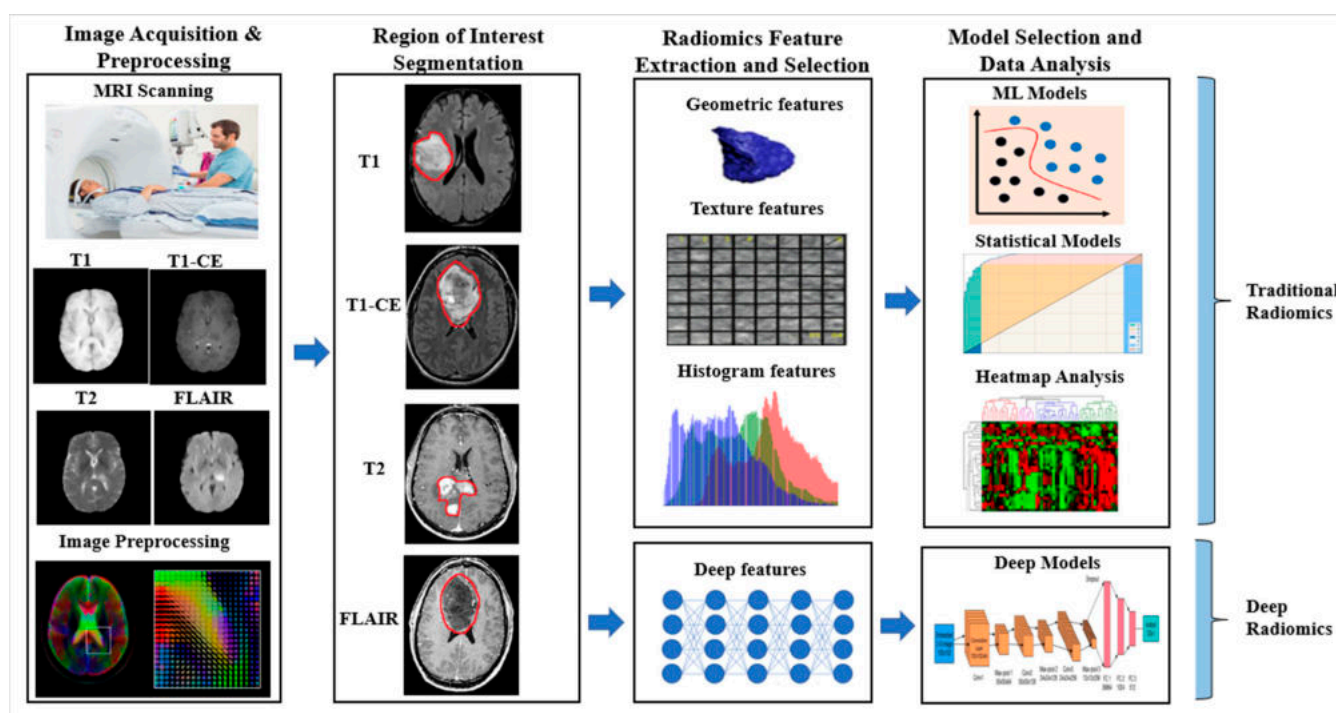 Image Acquisition &
Preprocessing
MRI Scanning
T1
T1-CE
T2
FLAIR
Image Preprocessing
Region of Interest
Segmentation
T1
T1-CE
T2
FLAIR
Radiomics Feature
Extraction and Selection
Geometric features
Texture features
Histogram features
Deep features
Model Selection and
Data Analysis
ML Models
Statistical Models
Heatmap Analysis
Deep Models
Traditional
Radiomics
Deep
Radiomics